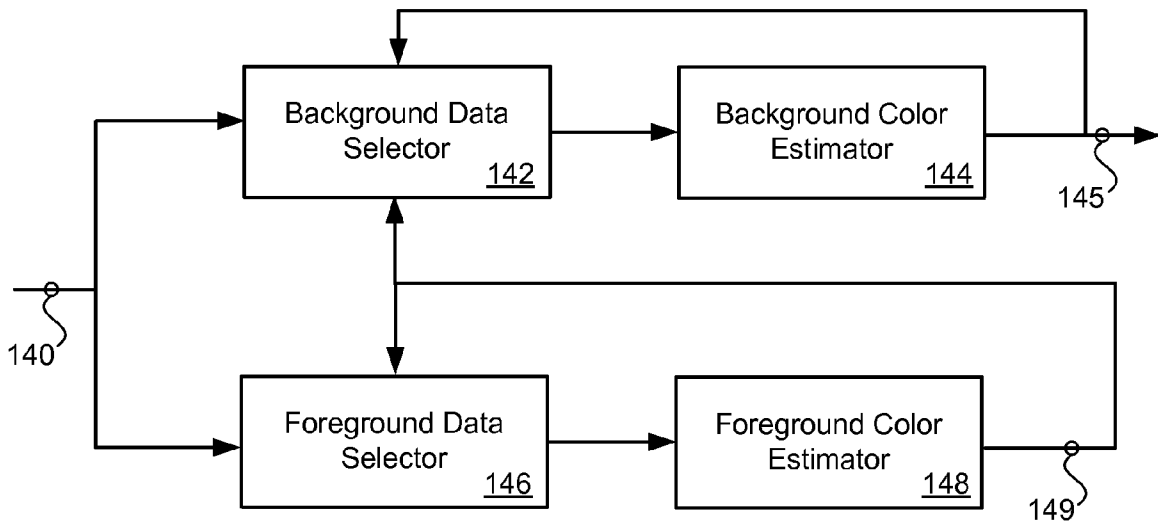 Background Data
Selector
142
Background Color
Estimator
144
145
140
Foreground Data
Selector
146
Foreground Color
Estimator
148
149